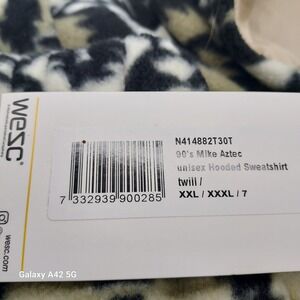 wesc
N414882T30T
90's Mike Aztec
unisex Hooded Sweatshirt
twill /
XXL / XXXL / 7
7 332939 900285
wesc.com
Galaxy A42 5G